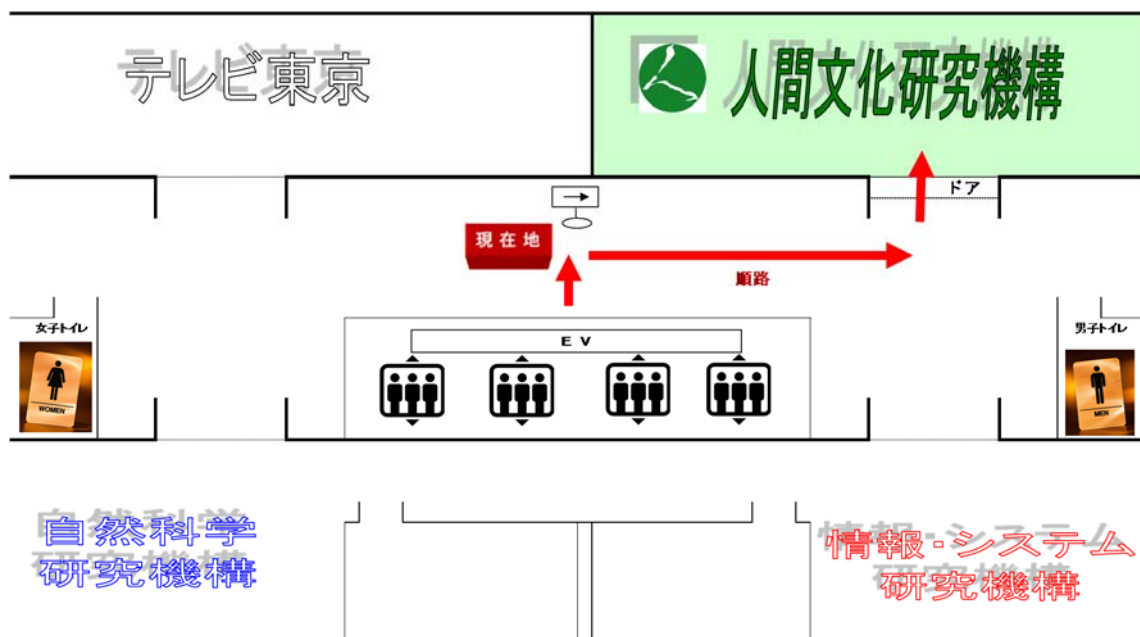 テレビ東京
人間文化研究機構
ドア
現在地
順路
女子トイレ
男子トイレ
ＥＶ
WOMEN
MEN
自然科学
研究機構
情報・システム
研究機構